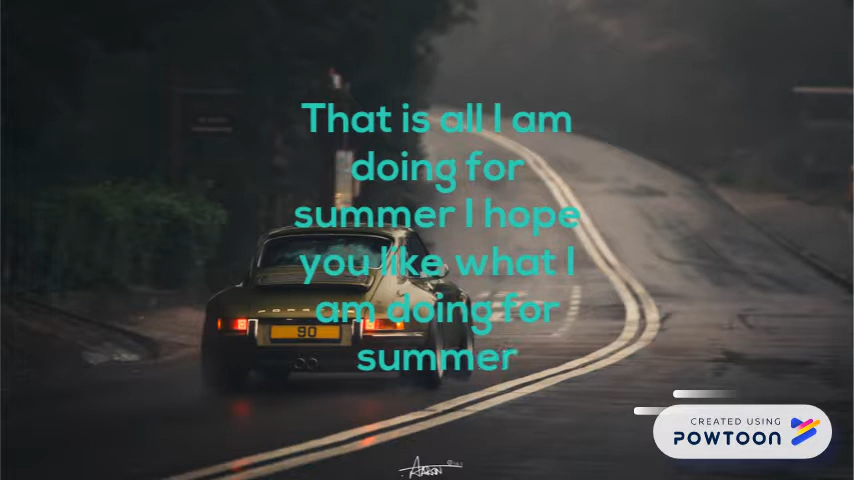 That is all I am
doing for
summer I hope
you like what I
am doing for
summer
90
CREATED USING
POWTOON